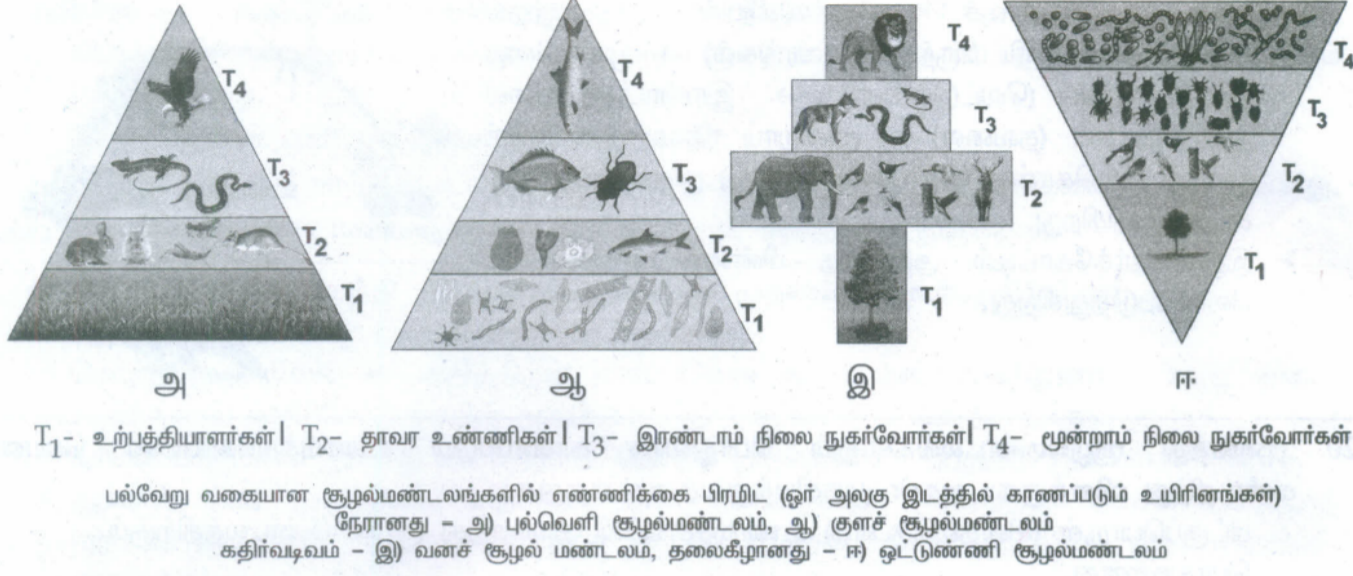 T4
T3
T2
T1
அ
T4
T3
T2
T1
ஆ
T4
T3
T2
T1
இ
T4
T3
T2
T1
ஈ
T1- உற்பத்தியாளர்கள்| T2- தாவர உண்ணிகள்| T3- இரண்டாம் நிலை நுகர்வோர்கள்| T4- மூன்றாம் நிலை நுகர்வோர்கள்
பல்வேறு வகையான சூழல்மண்டலங்களில் எண்ணிக்கை பிரமிட் (ஓர் அலகு இடத்தில் காணப்படும் உயிரினங்கள்)
நேரானது - அ) புல்வெளி சூழல்மண்டலம், ஆ) குளச் சூழல்மண்டலம்
கதிர்வடிவம் - இ) வனச் சூழல் மண்டலம், தலைகீழானது - ஈ) ஒட்டுண்ணி சூழல்மண்டலம்